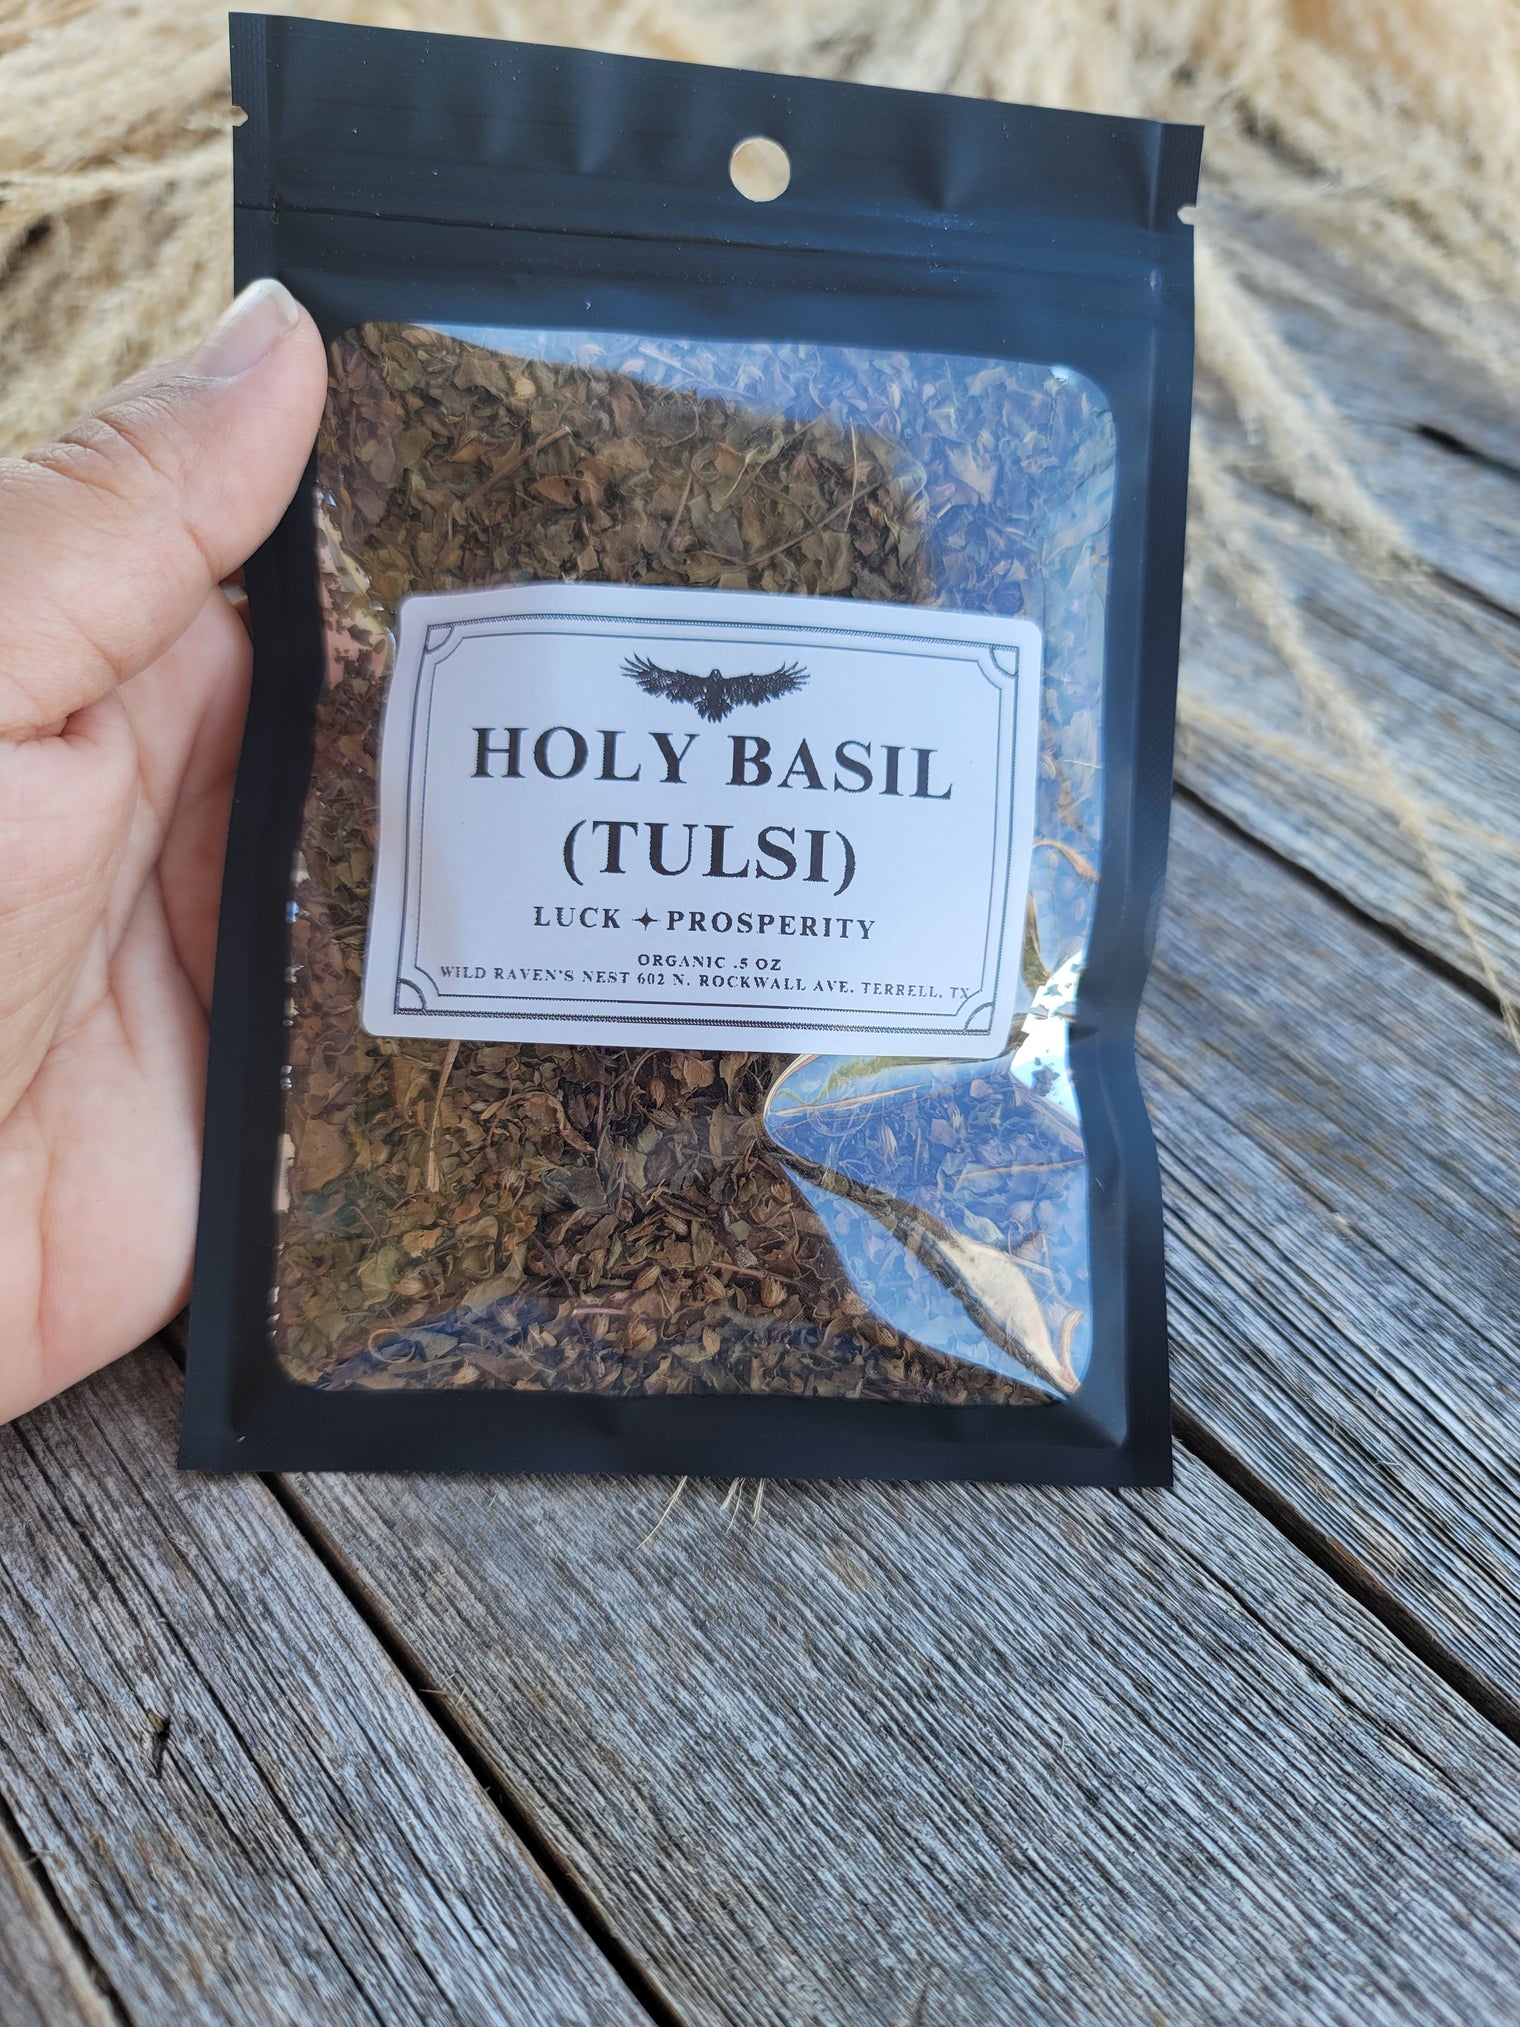 HOLY BASIL
(TULSI)
LUCK ✦ PROSPERITY
ORGANIC .5 OZ
WILD RAVEN'S NEST 602 N. ROCKWALL AVE. TERRELL, TX